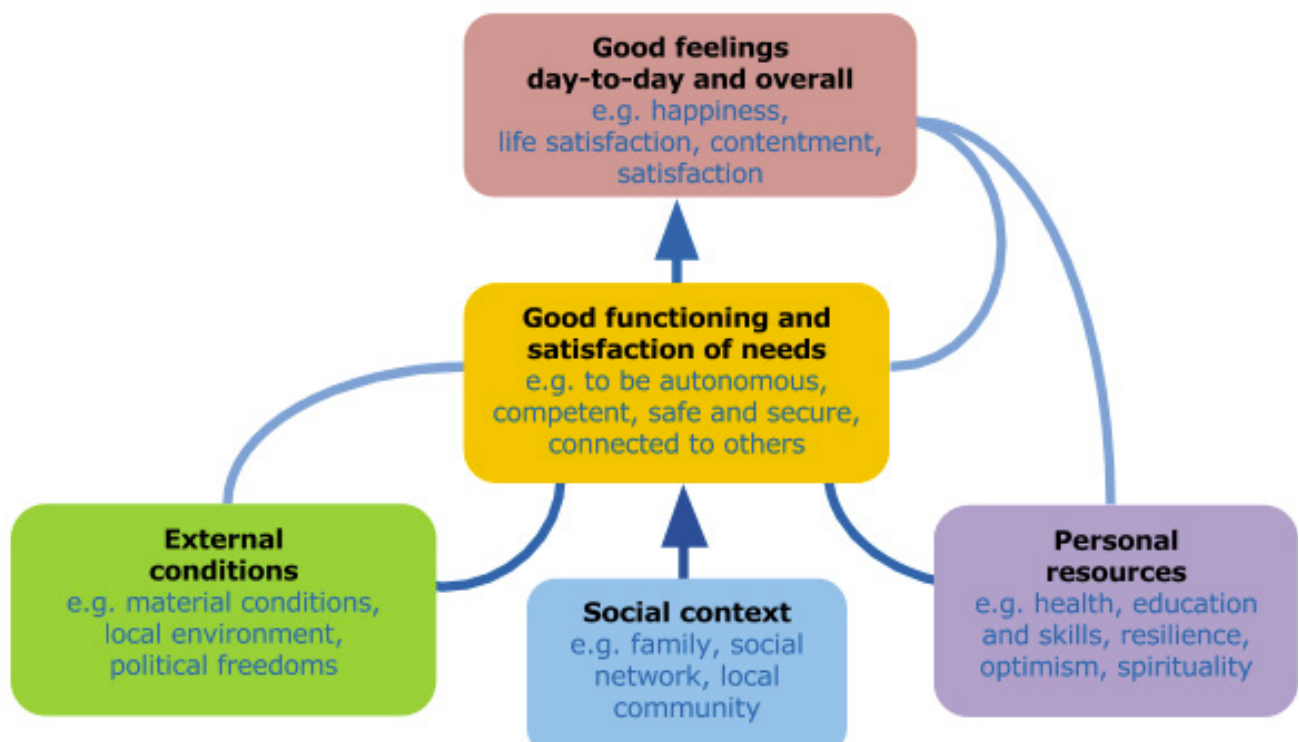 Good feelings
day-to-day and overall
e.g. happiness,
life satisfaction, contentment,
satisfaction
Good functioning and
satisfaction of needs
e.g. to be autonomous,
competent, safe and secure,
connected to others
External
conditions
e.g. material conditions,
local environment,
political freedoms
Social context
e.g. family, social
network, local
community
Personal
resources
e.g. health, education
and skills, resilience,
optimism, spirituality